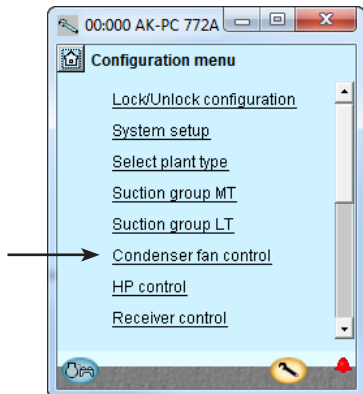 00:000 AK-PC 772A
Configuration menu
Lock/Unlock configuration
System setup
Select plant type
Suction group MT
Suction group LT
Condenser fan control
HP control
Receiver control